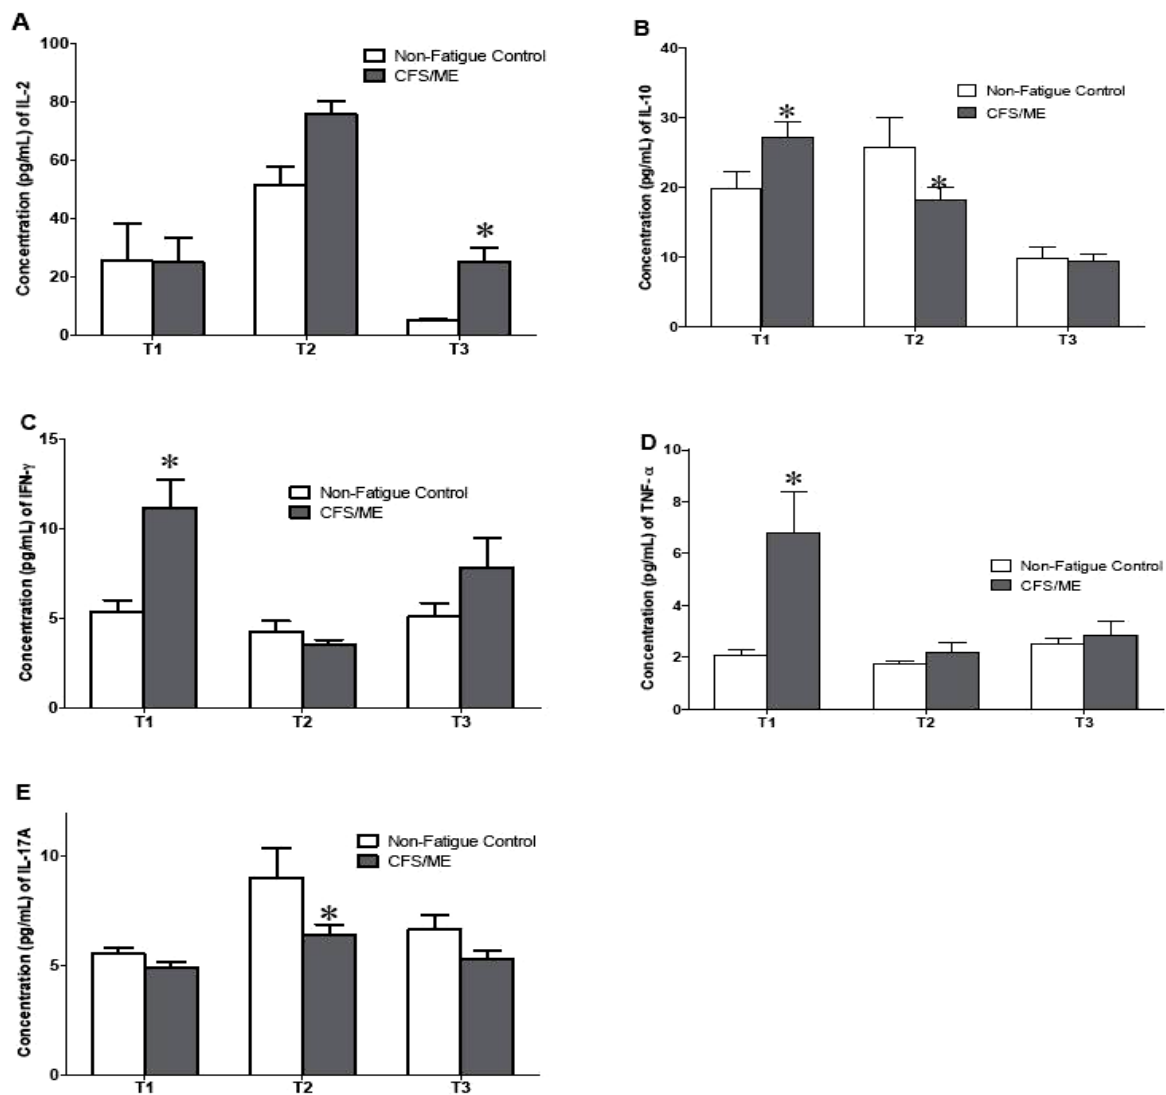 A
Concentration (pg/mL) of IL-2
100
80
60
40
20
0
Non-Fatigue Control
CFS/ME
*
T1 T2 T3
B
Concentration (pg/mL) of IL-10
40
30
20
10
0
Non-Fatigue Control
CFS/ME
*
*
T1 T2 T3
C
Concentration (pg/mL) of IFN-γ
15
10
5
0
*
Non-Fatigue Control
CFS/ME
T1 T2 T3
D
Concentration (pg/mL) of TNF-α
10
8
6
4
2
0
*
Non-Fatigue Control
CFS/ME
T1 T2 T3
E
Concentration (pg/mL) of IL-17A
10
5
0
Non-Fatigue Control
CFS/ME
*
T1 T2 T3